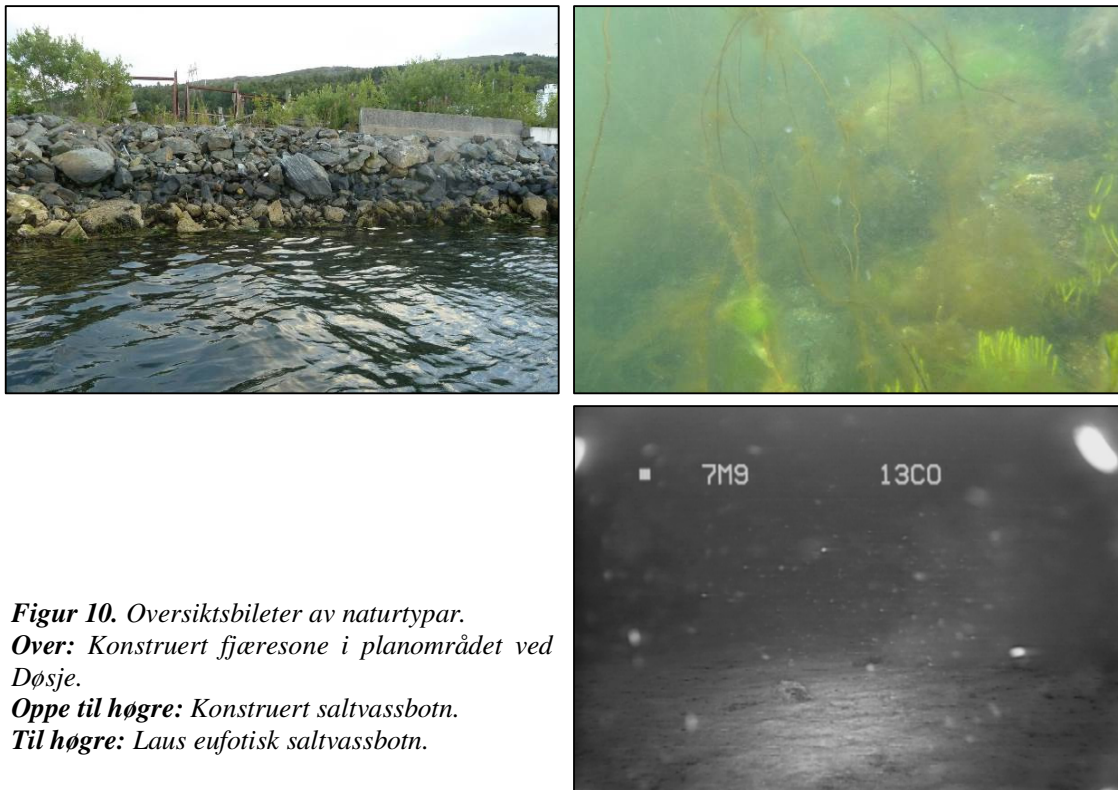 7M9 13CO
Figur 10. Oversiktsbileter av naturtypar.
Over: Konstruert fjæresone i planområdet ved
Døsje.
Oppe til høgre: Konstruert saltvassbotn.
Til høgre: Laus eufotisk saltvassbotn.